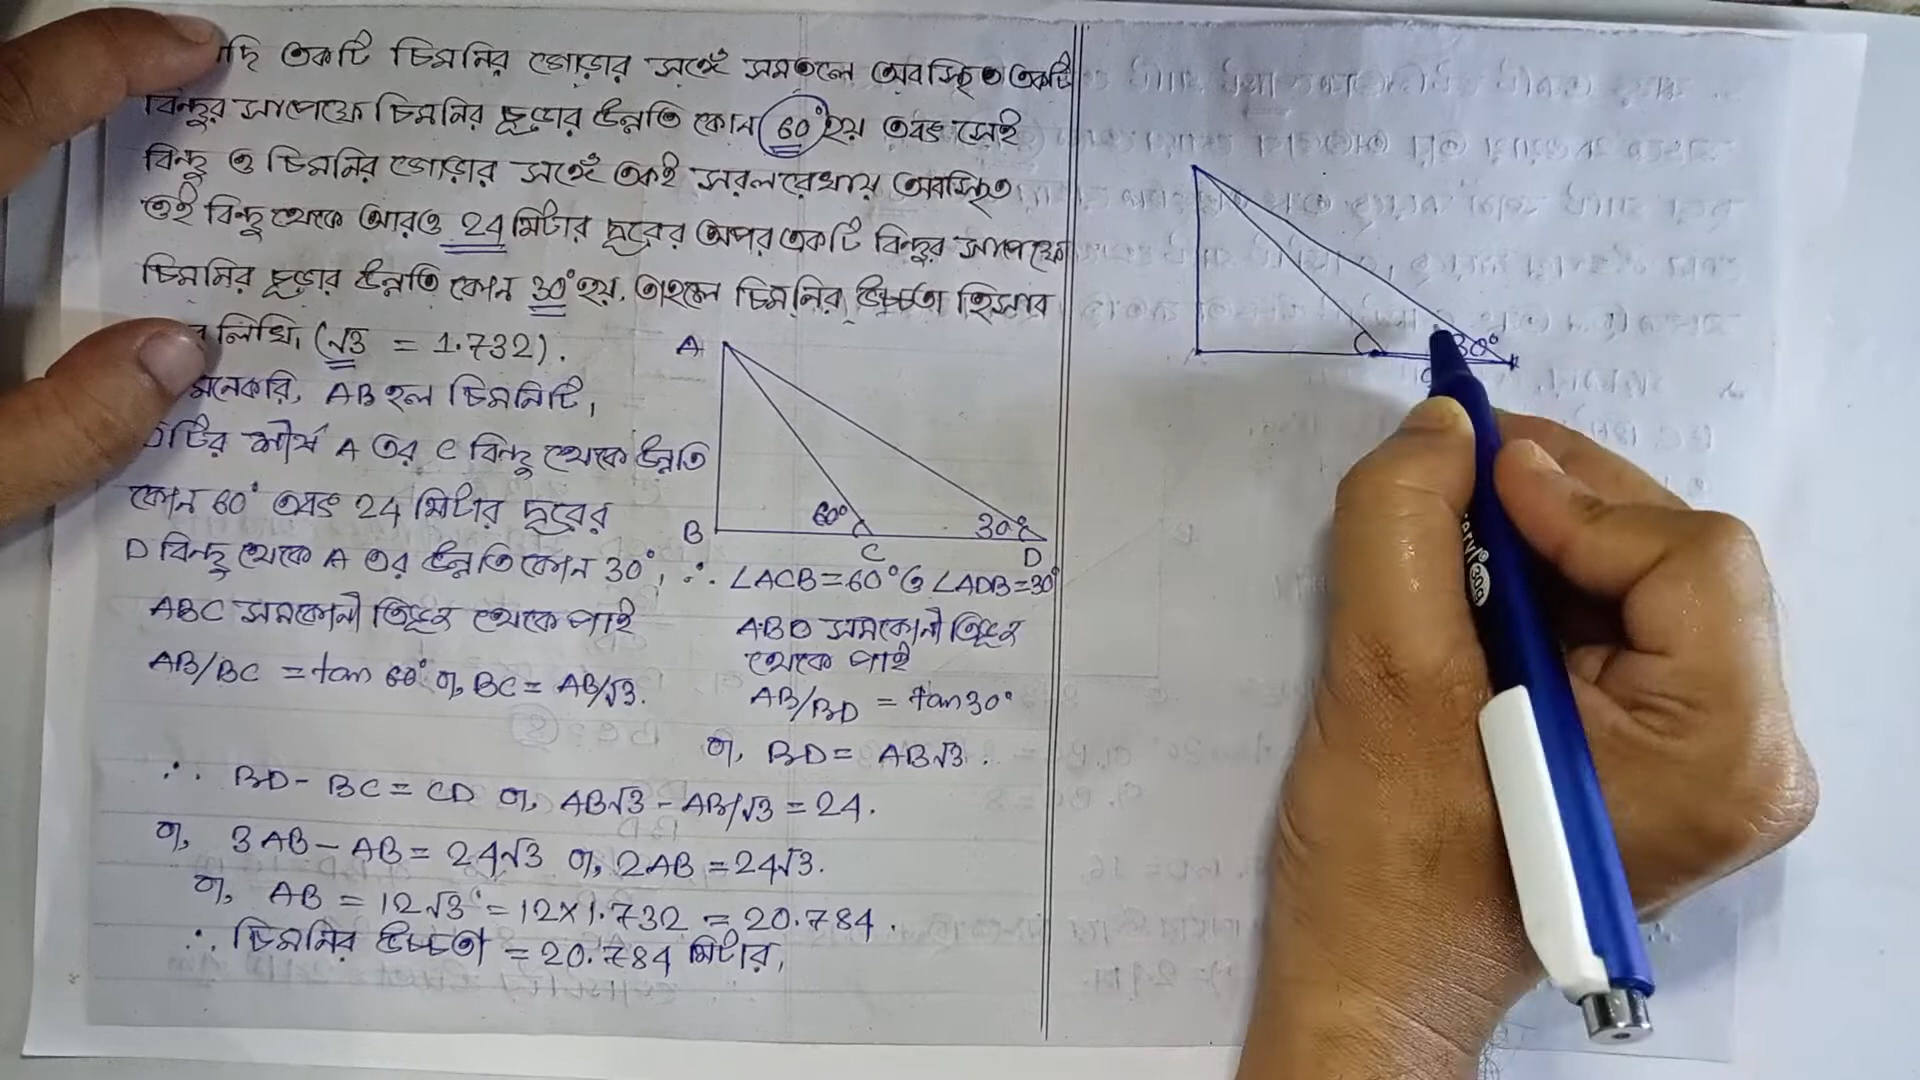 একটি চিমনির গোড়ার সঙ্গে সমতলে অবস্থিত একটি
বিন্দুর সাপেক্ষে চিমনির চূড়ার উন্নতি কোন 60° হয় এবং সেই
বিন্দু ও চিমনির গোড়ার সঙ্গে একই সরলরেখায় অবস্থিত
ওই বিন্দু থেকে আরও 24 মিটার দূরের অপর একটি বিন্দুর সাপেক্ষে
চিমনির চূড়ার উন্নতি কোন 30° হয়, তাহলে চিমনির উচ্চতা হিসাব
লিখি। (√3 = 1.732).
মনেকরি, AB হল চিমনিটি,
শীর্ষ A এর C বিন্দু থেকে উন্নতি
কোন 60° এবং 24 মিটার দূরের
D বিন্দু থেকে A এর উন্নতি কোন 30°, ∴ ∠ACB=60° ও ∠ADB=30°
A
B
C
D
60°
30°
ABC সমকোনী ত্রিভুজ থেকে পাই
AB/BC = tan 60° বা, BC = AB/√3.
ABD সমকোনী ত্রিভুজ
থেকে পাই
AB/BD = tan30°
বা, BD = AB√3.
∴ BD - BC = CD বা, AB√3 - AB/√3 = 24.
বা, 3AB - AB = 24√3 বা, 2AB = 24√3.
বা, AB = 12√3 = 12×1.732 = 20.784.
∴ চিমনির উচ্চতা = 20.784 মিটার,
30°